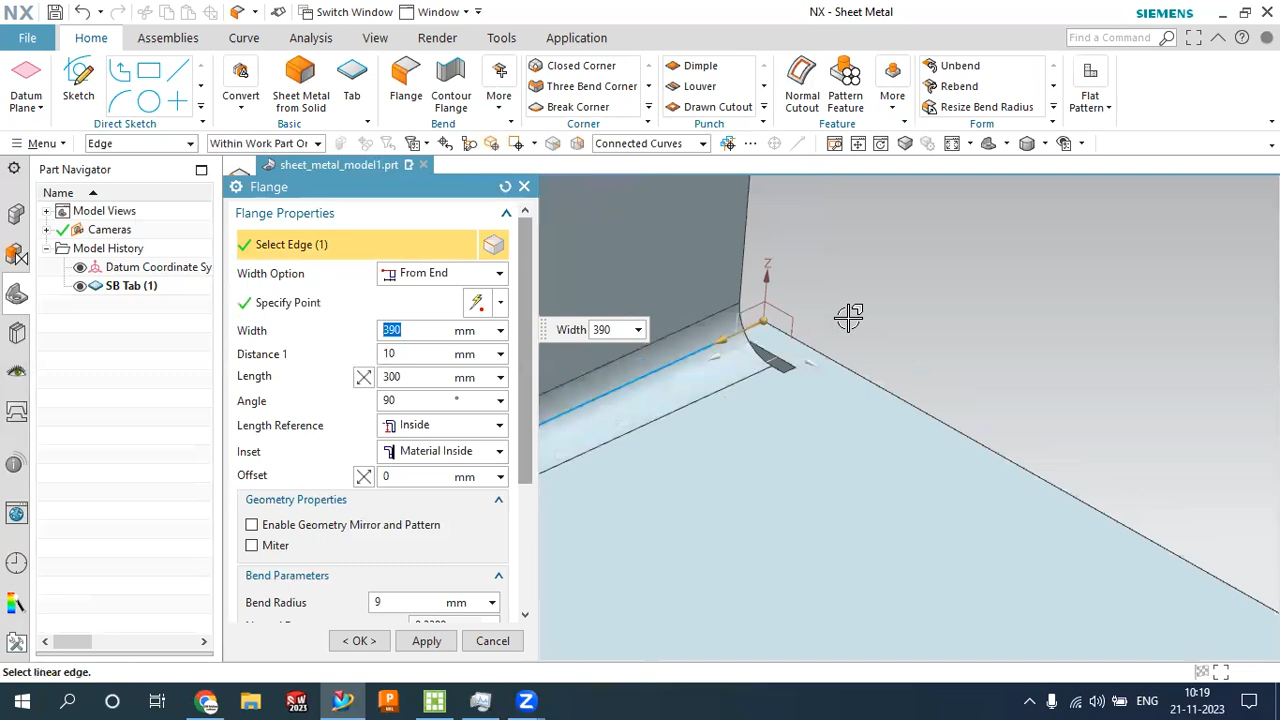 NX Switch Window Window NX - Sheet Metal SIEMENS
File Home Assemblies Curve Analysis View Render Tools Application Find a Command
Datum Plane Sketch Direct Sketch
Convert Sheet Metal from Solid Tab Basic
Flange Contour Flange More Bend
Closed Corner Three Bend Corner Break Corner Corner
Dimple Louver Drawn Cutout Punch
Normal Cutout Pattern Feature More Feature
Unbend Rebend Resize Bend Radius Form
Flat Pattern
Menu Edge Within Work Part On Connected Curves
Part Navigator sheet_metal_model1.prt
Name
Model Views
Cameras
Model History
Datum Coordinate Sy
SB Tab (1)
Flange
Flange Properties
Select Edge (1)
Width Option From End
Specify Point
Width 390 mm
Distance 1 10 mm
Length 300 mm
Angle 90 °
Length Reference Inside
Inset Material Inside
Offset 0 mm
Geometry Properties
Enable Geometry Mirror and Pattern
Miter
Bend Parameters
Bend Radius 9 mm
< OK > Apply Cancel
Width 390
Z
Select linear edge.
SW 2023 P ENG 10:19
21-11-2023